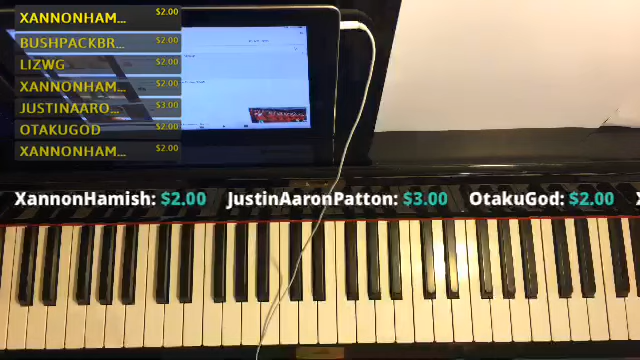 XANNONHAM... $2.00
BUSHPACKBR... $2.00
LIZWG $2.00
XANNONHAM... $2.00
JUSTINAARO... $3.00
OTAKUGOD $2.00
XANNONHAM... $2.00
XannonHamish: $2.00 JustinAaronPatton: $3.00 OtakuGod: $2.00 X